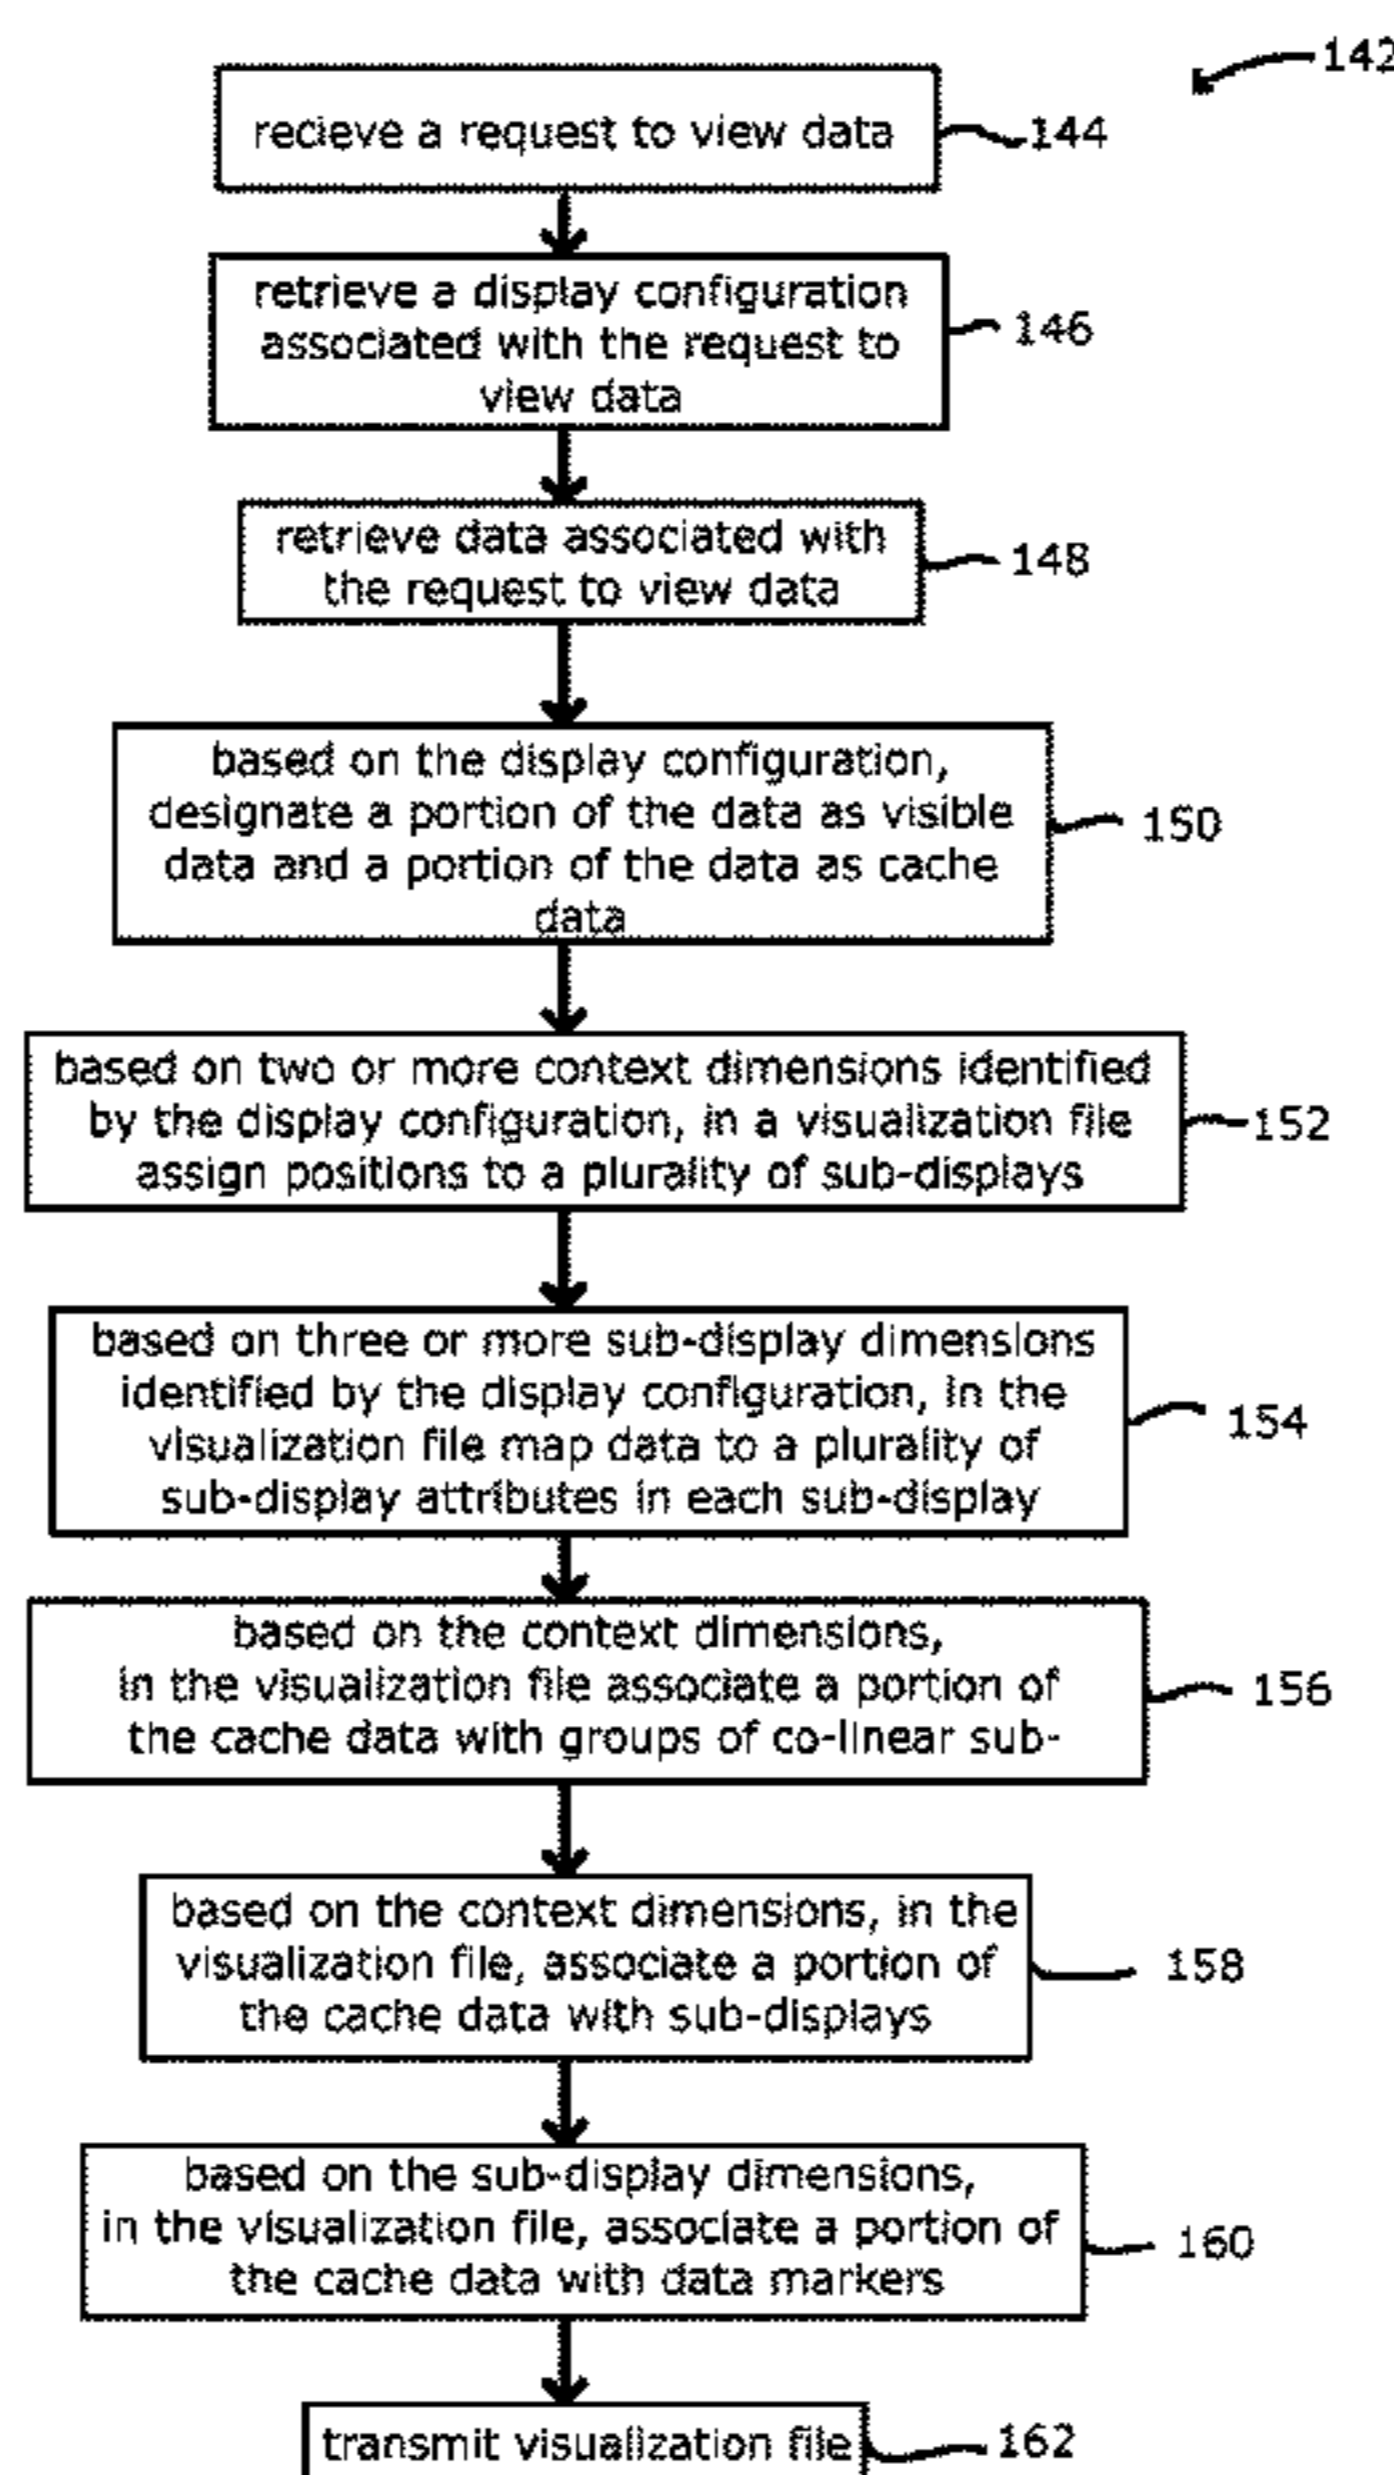 142
recieve a request to view data
144
retrieve a display configuration
associated with the request to
view data
146
retrieve data associated with
the request to view data
148
based on the display configuration,
designate a portion of the data as visible
data and a portion of the data as cache
data
150
based on two or more context dimensions identified
by the display configuration, in a visualization file
assign positions to a plurality of sub-displays
152
based on three or more sub-display dimensions
identified by the display configuration, in the
visualization file map data to a plurality of
sub-display attributes in each sub-display
154
based on the context dimensions,
in the visualization file associate a portion of
the cache data with groups of co-linear sub-
156
based on the context dimensions, in the
visualization file, associate a portion of
the cache data with sub-displays
158
based on the sub-display dimensions,
in the visualization file, associate a portion of
the cache data with data markers
160
transmit visualization file
162